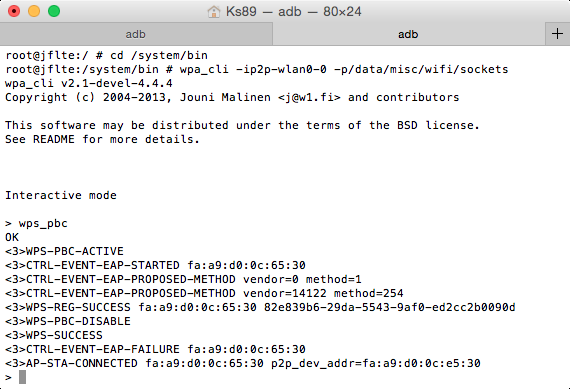 Ks89 — adb — 80×24
adb
adb
+
root@jflte:/ # cd /system/bin
root@jflte:/system/bin # wpa_cli -ip2p-wlan0-0 -p/data/misc/wifi/sockets
wpa_cli v2.1-devel-4.4.4
Copyright (c) 2004-2013, Jouni Malinen <j@w1.fi> and contributors
This software may be distributed under the terms of the BSD license.
See README for more details.
Interactive mode
> wps_pbc
OK
<3>WPS-PBC-ACTIVE
<3>CTRL-EVENT-EAP-STARTED fa:a9:d0:0c:65:30
<3>CTRL-EVENT-EAP-PROPOSED-METHOD vendor=0 method=1
<3>CTRL-EVENT-EAP-PROPOSED-METHOD vendor=14122 method=254
<3>WPS-REG-SUCCESS fa:a9:d0:0c:65:30 82e839b6-29da-5543-9af0-ed2cc2b0090d
<3>WPS-PBC-DISABLE
<3>WPS-SUCCESS
<3>CTRL-EVENT-EAP-FAILURE fa:a9:d0:0c:65:30
<3>AP-STA-CONNECTED fa:a9:d0:0c:65:30 p2p_dev_addr=fa:a9:d0:0c:e5:30
>